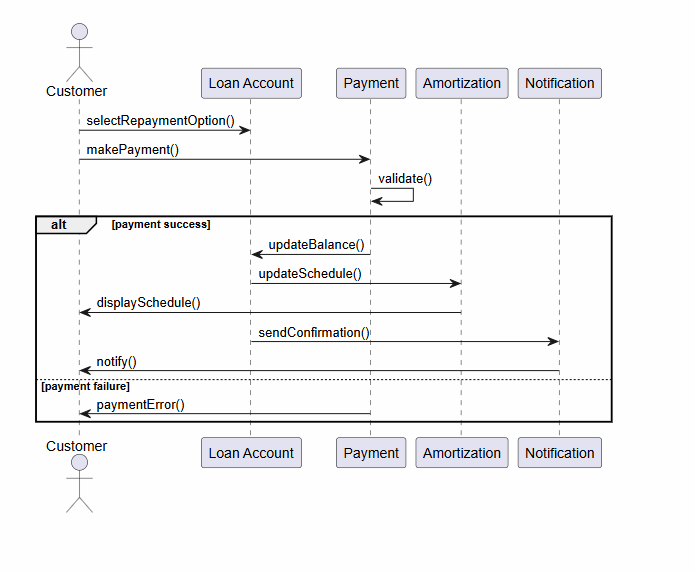 Customer
Loan Account
Payment
Amortization
Notification
selectRepaymentOption()
makePayment()
validate()
alt
[payment success]
updateBalance()
updateSchedule()
displaySchedule()
sendConfirmation()
notify()
[payment failure]
paymentError()
Customer
Loan Account
Payment
Amortization
Notification